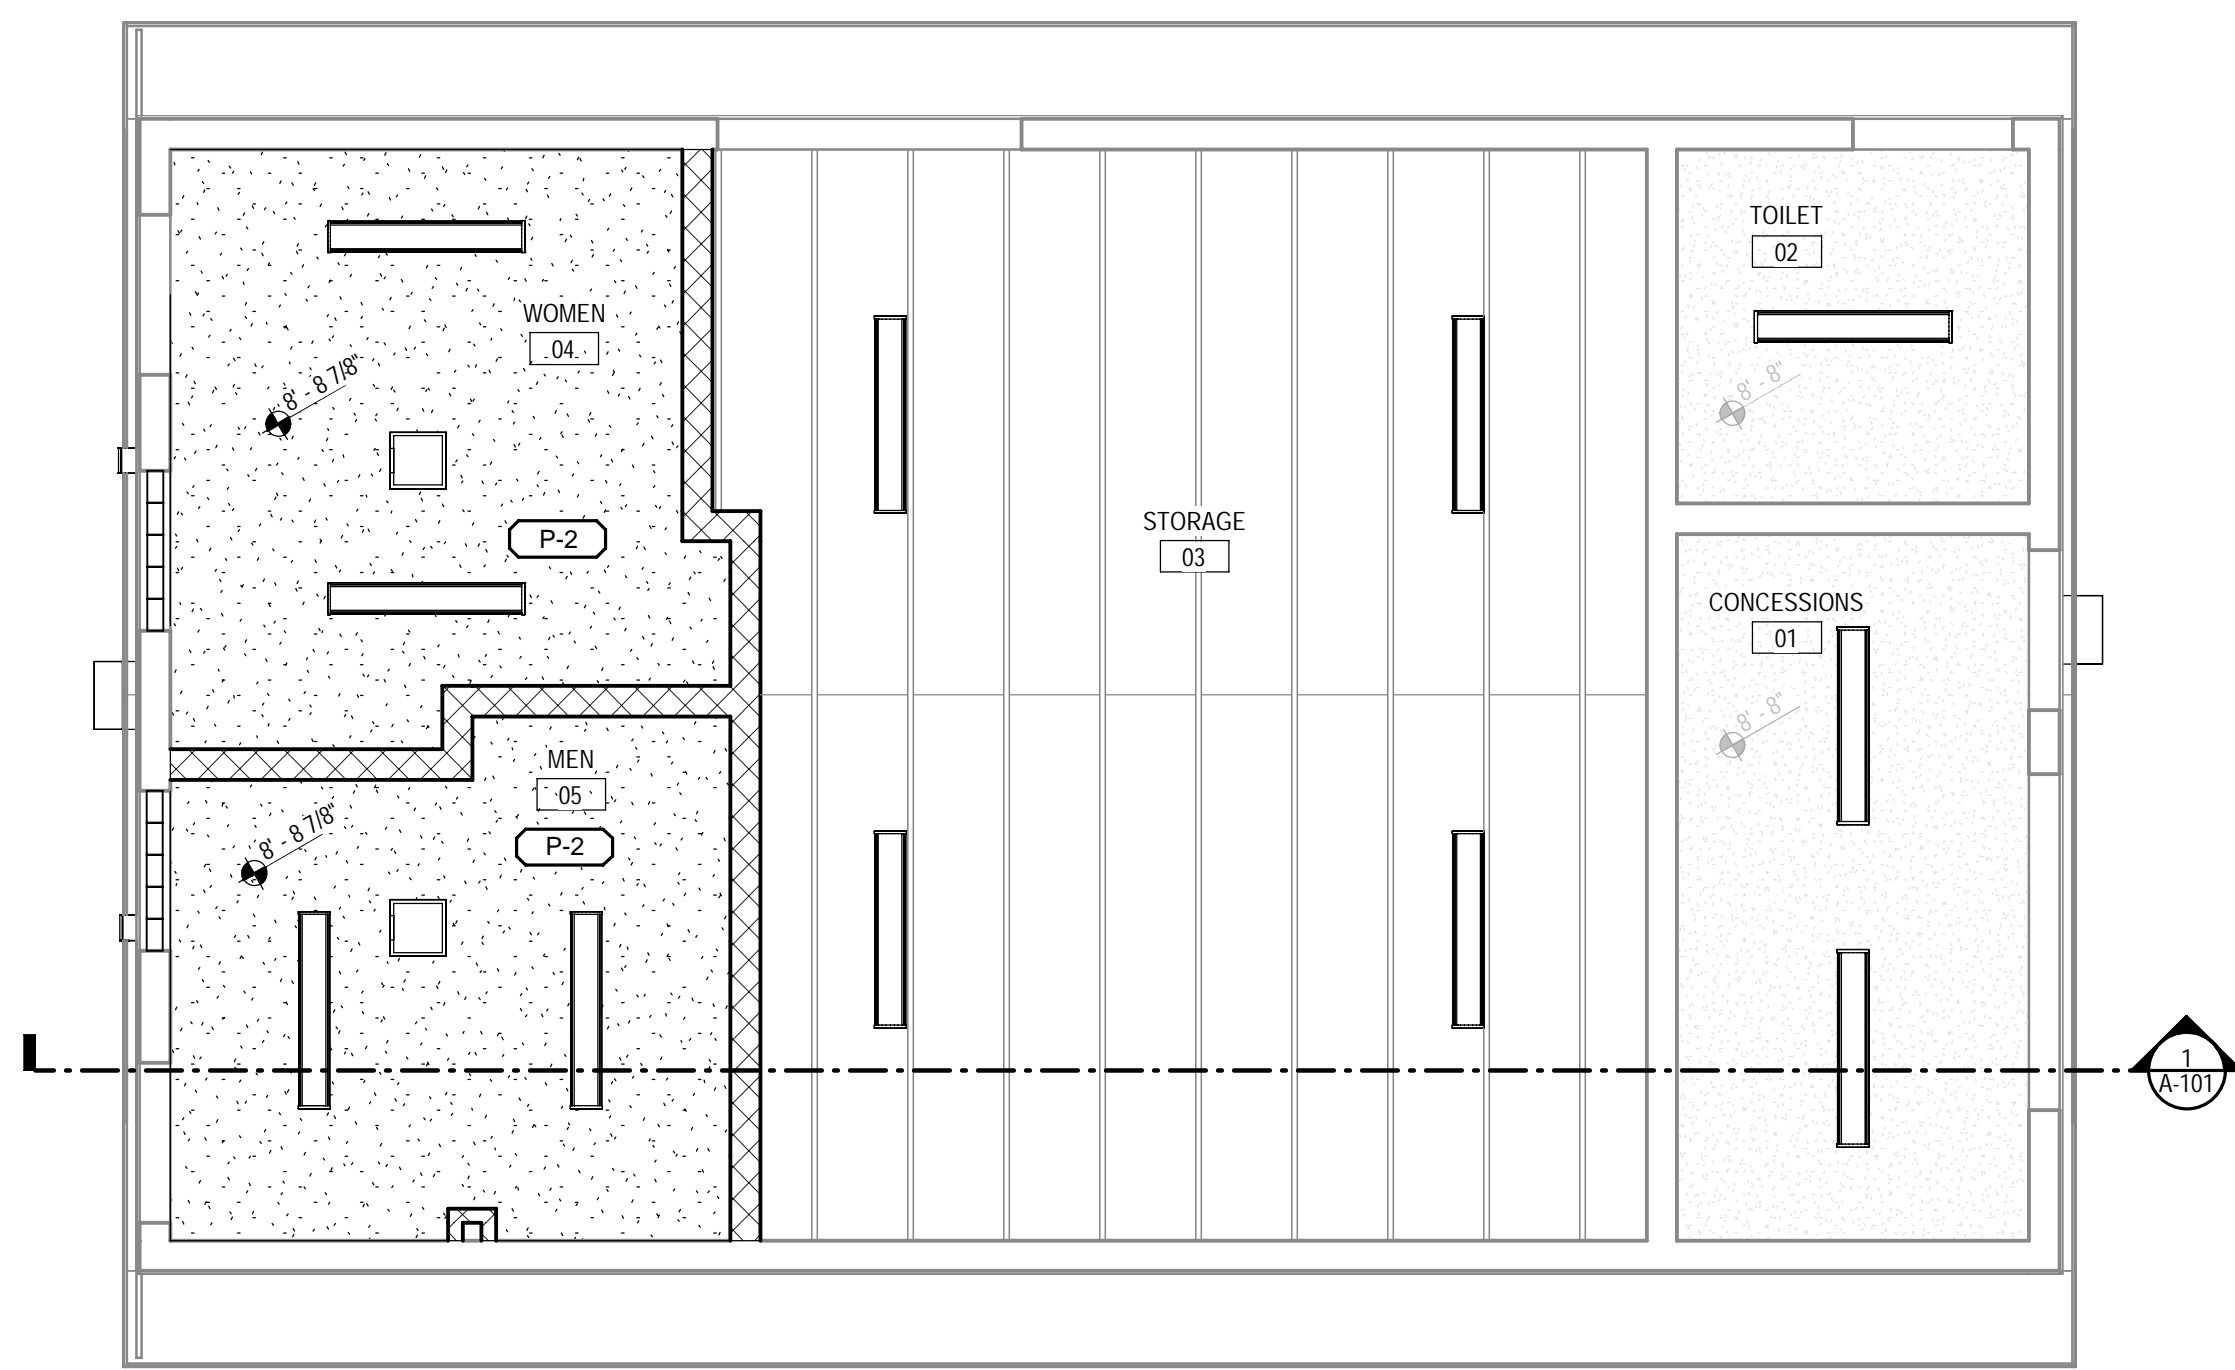 TOILET
02
WOMEN
04
8' - 8 7/8"
8' - 8"
P-2
STORAGE
03
CONCESSIONS
01
8' - 8"
MEN
05
8' - 8 7/8"
P-2
1
A-101